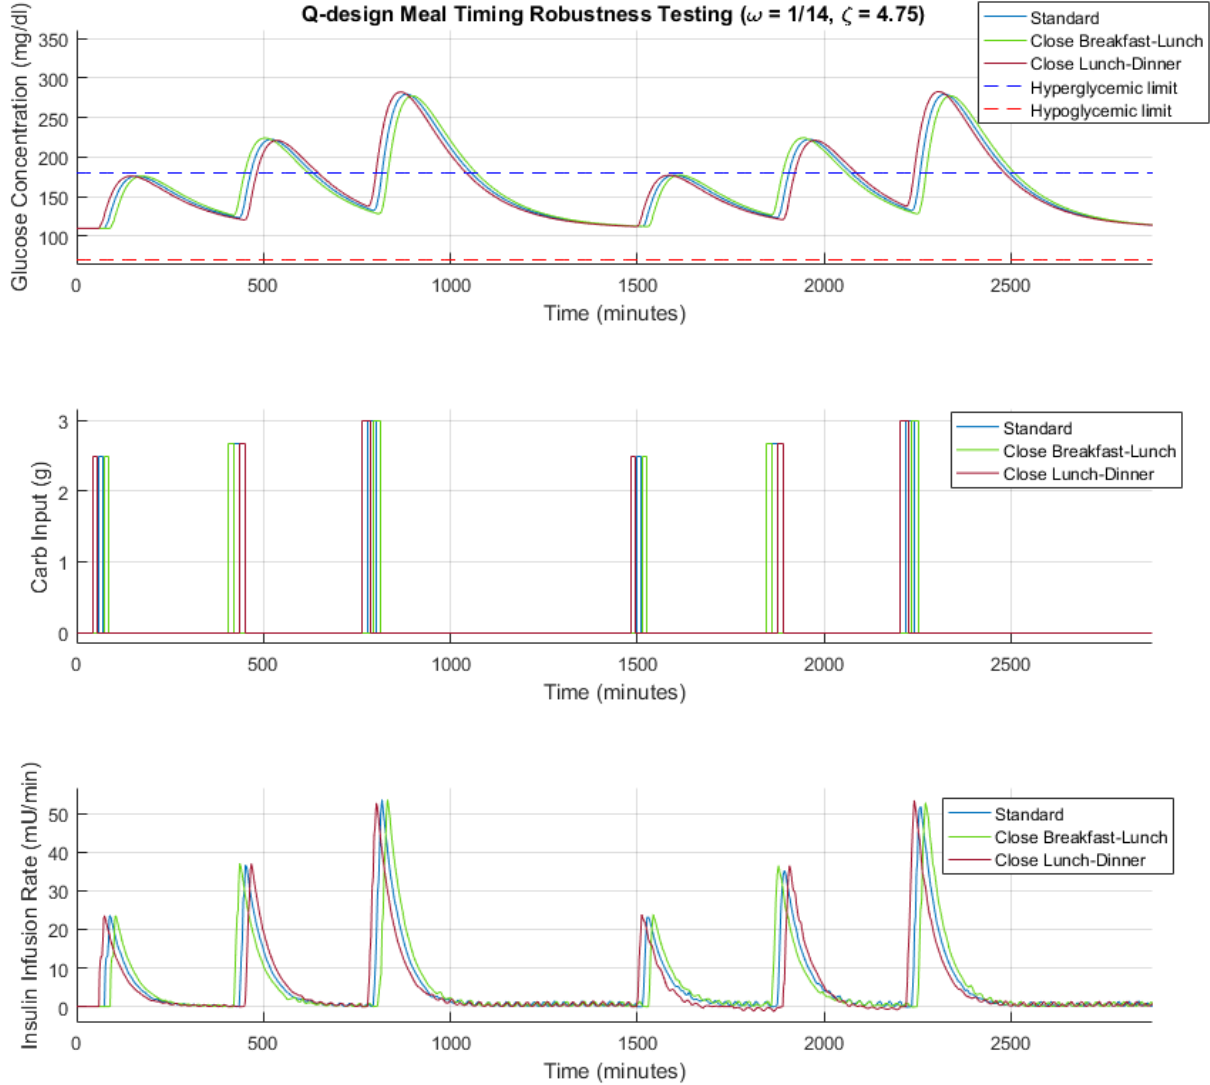 Q-design Meal Timing Robustness Testing (ω = 1/14, ζ = 4.75)
Standard
Close Breakfast-Lunch
Close Lunch-Dinner
Hyperglycemic limit
Hypoglycemic limit
Glucose Concentration (mg/dl)
350
300
250
200
150
100
0 500 1000 1500 2000 2500
Time (minutes)
Standard
Close Breakfast-Lunch
Close Lunch-Dinner
Carb Input (g)
3
2
1
0
0 500 1000 1500 2000 2500
Time (minutes)
Standard
Close Breakfast-Lunch
Close Lunch-Dinner
Insulin Infusion Rate (mU/min)
50
40
30
20
10
0
0 500 1000 1500 2000 2500
Time (minutes)